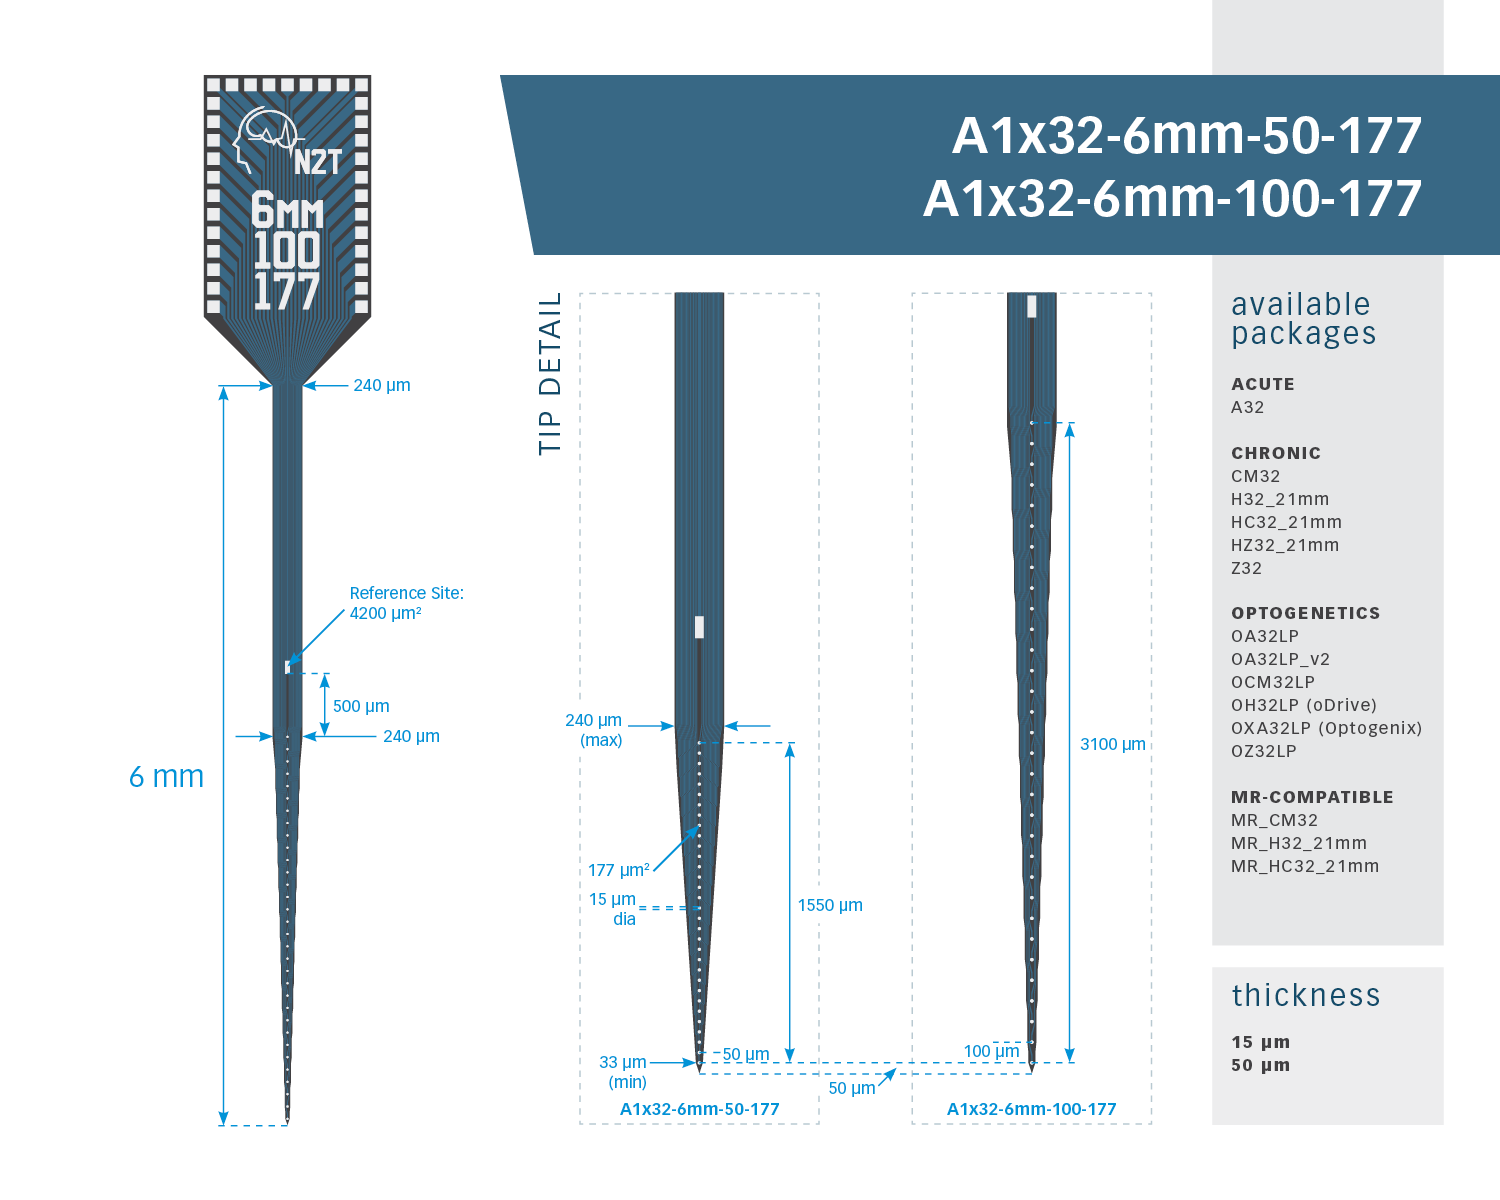 A1x32-6mm-50-177
A1x32-6mm-100-177
N2T
6MM
100
177
240 µm
Reference Site:
4200 µm²
500 µm
240 µm
6 mm
TIP DETAIL
240 µm
(max)
177 µm²
15 µm
dia
1550 µm
33 µm
(min)
50 µm
A1x32-6mm-50-177
3100 µm
100 µm
50 µm
A1x32-6mm-100-177
available
packages
ACUTE
A32
CHRONIC
CM32
H32_21mm
HC32_21mm
HZ32_21mm
Z32
OPTOGENETICS
OA32LP
OA32LP_v2
OCM32LP
OH32LP (oDrive)
OXA32LP (Optogenix)
OZ32LP
MR-COMPATIBLE
MR_CM32
MR_H32_21mm
MR_HC32_21mm
thickness
15 µm
50 µm